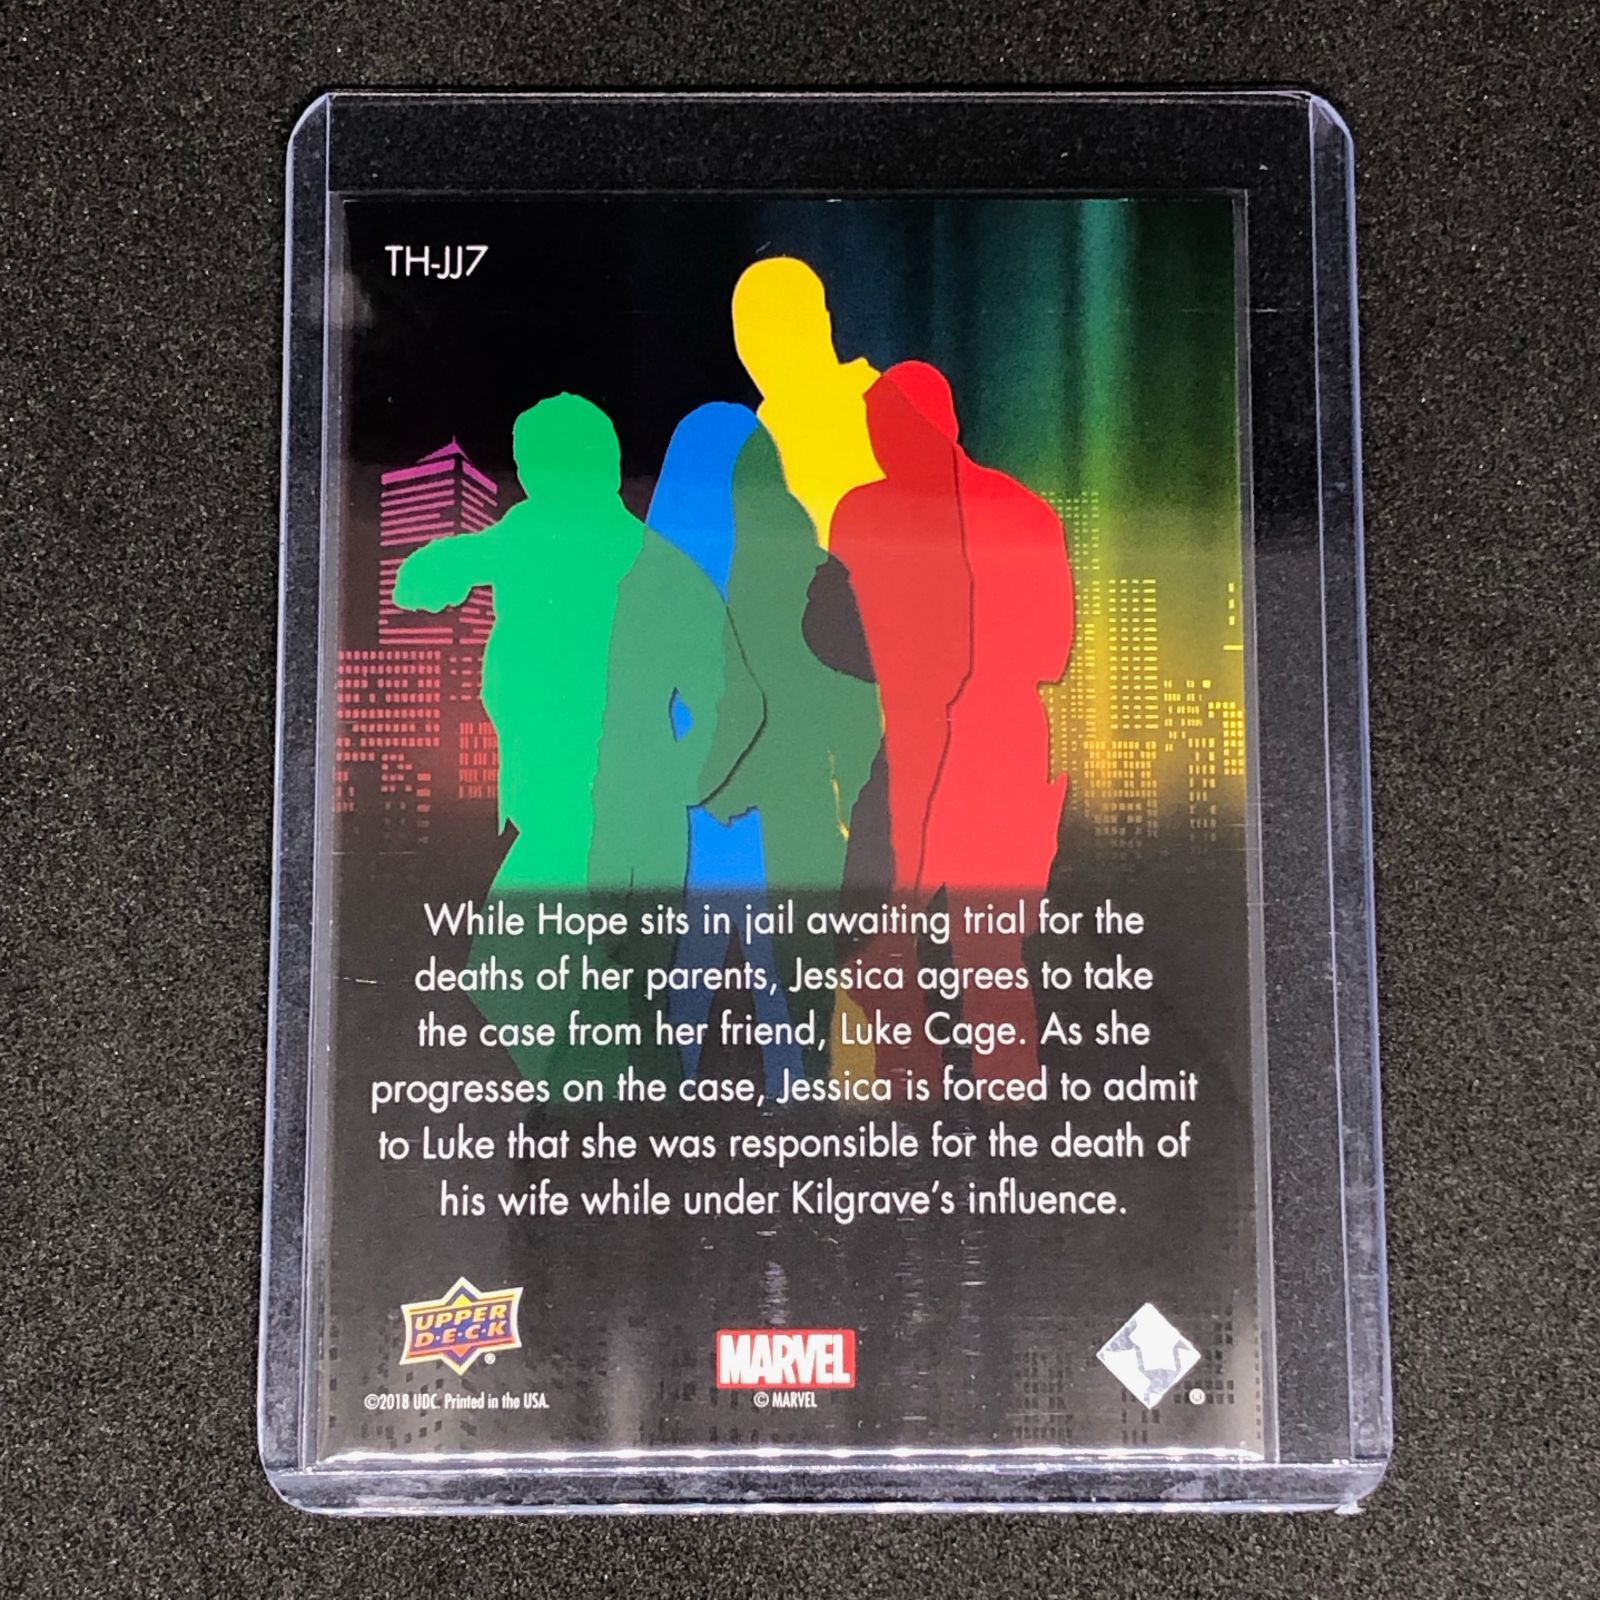 TH-JJ7
While Hope sits in jail awaiting trial for the
deaths of her parents, Jessica agrees to take
the case from her friend, Luke Cage. As she
progresses on the case, Jessica is forced to admit
to Luke that she was responsible for the death of
his wife while under Kilgrave's influence.
UPPER
D·E·C·K
®
©2018 UDC. Printed in the USA.
MARVEL
© MARVEL
®